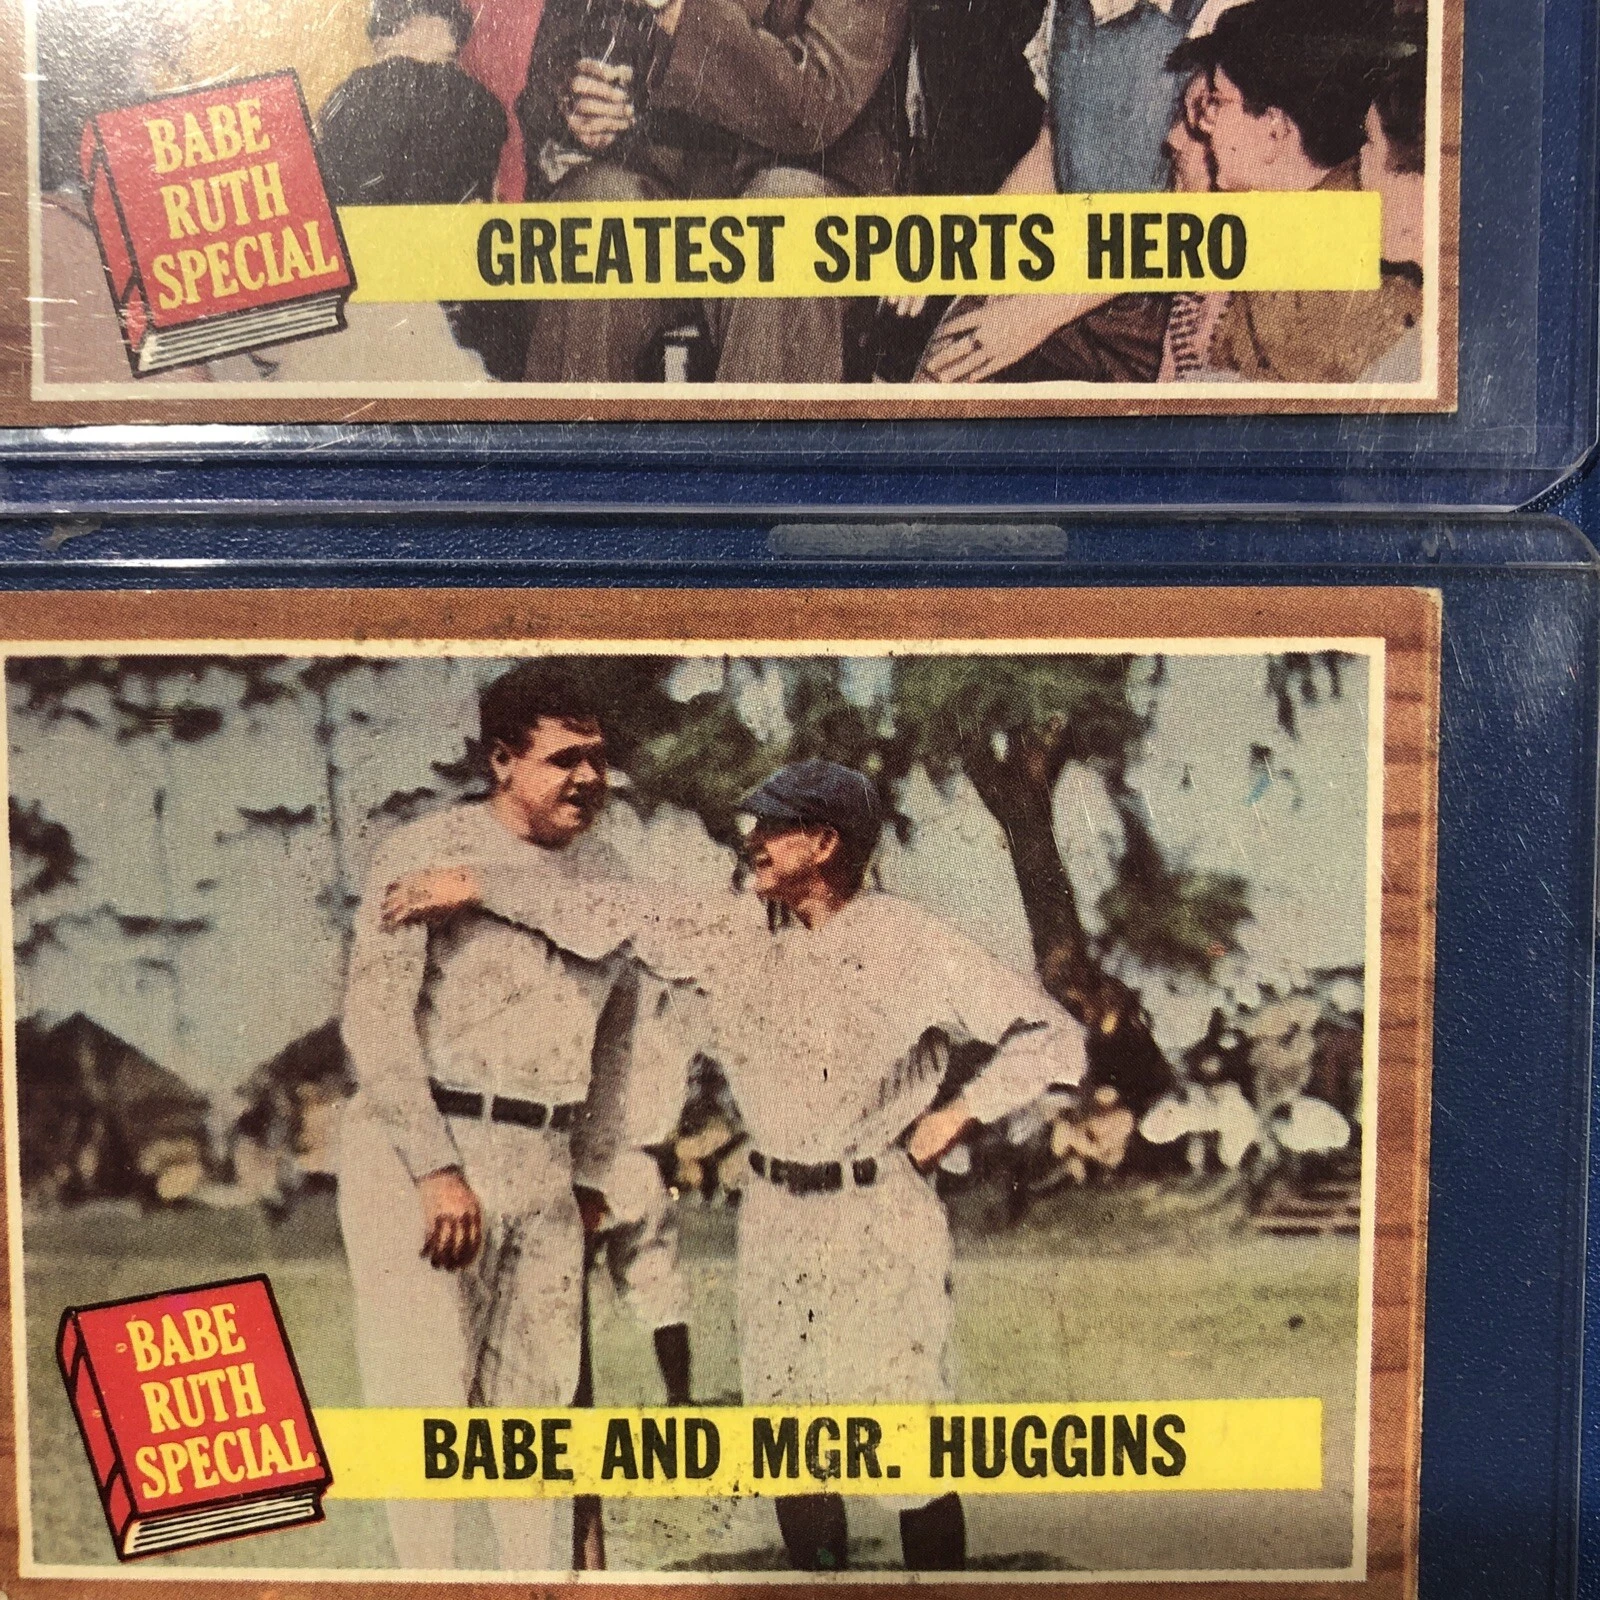 BABE
RUTH
SPECIAL
GREATEST SPORTS HERO
BABE
RUTH
SPECIAL
BABE AND MGR. HUGGINS